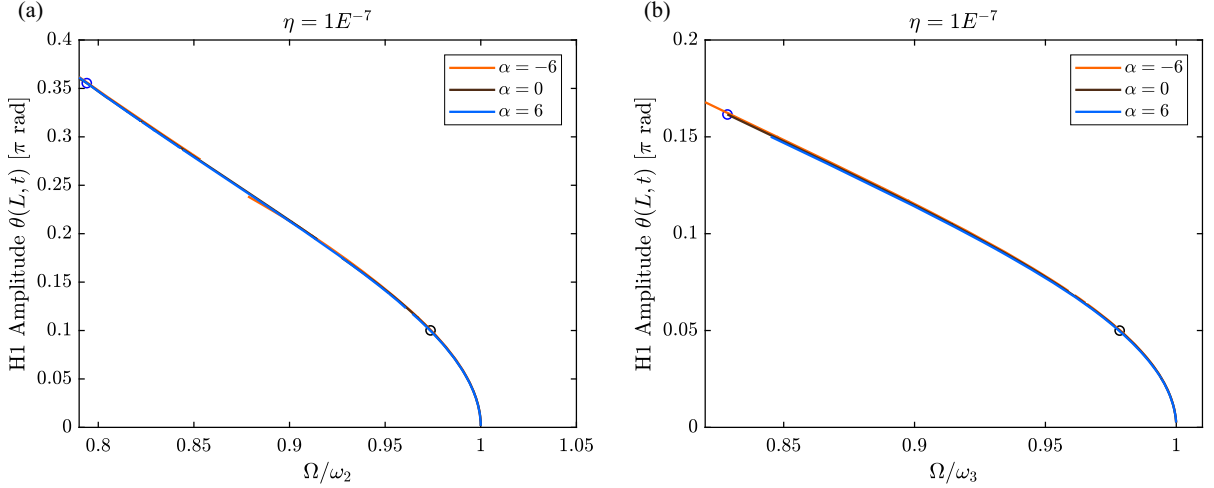 (a)
η = 1E⁻⁷
H1 Amplitude θ(L, t) [π rad]
0.4
0.35
0.3
0.25
0.2
0.15
0.1
0.05
0
0.8
0.85
0.9
0.95
1
1.05
Ω/ω₂
α = −6
α = 0
α = 6
(b)
η = 1E⁻⁷
H1 Amplitude θ(L, t) [π rad]
0.2
0.15
0.1
0.05
0
0.85
0.9
0.95
1
Ω/ω₃
α = −6
α = 0
α = 6